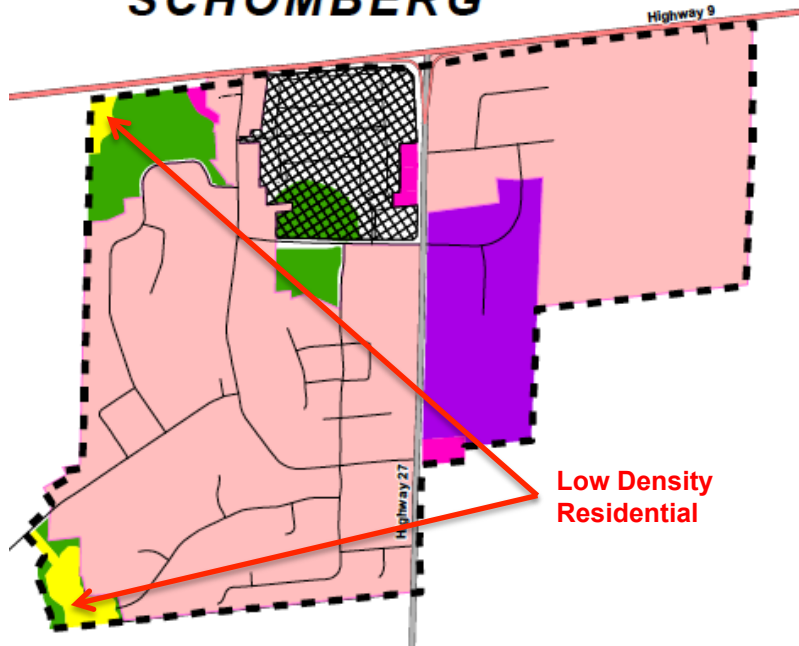 SCHOMBERG
Highway 9
Highway 27
Low Density
Residential